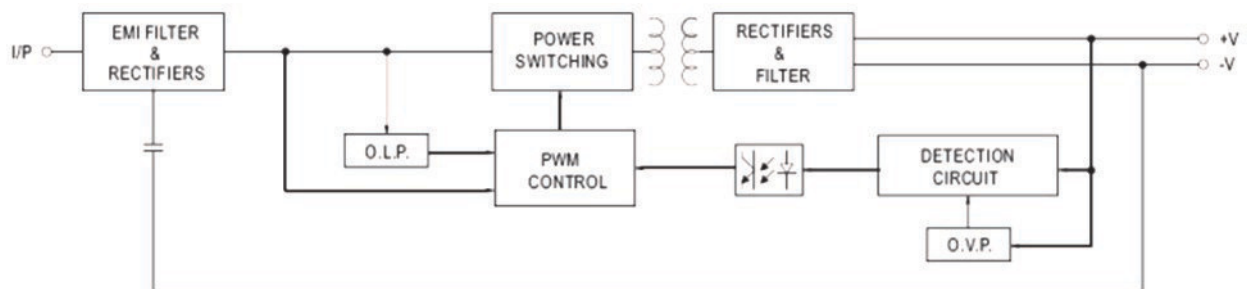 I/P
EMI FILTER
&
RECTIFIERS
POWER
SWITCHING
RECTIFIERS
&
FILTER
+V
-V
O.L.P.
PWM
CONTROL
DETECTION
CIRCUIT
O.V.P.